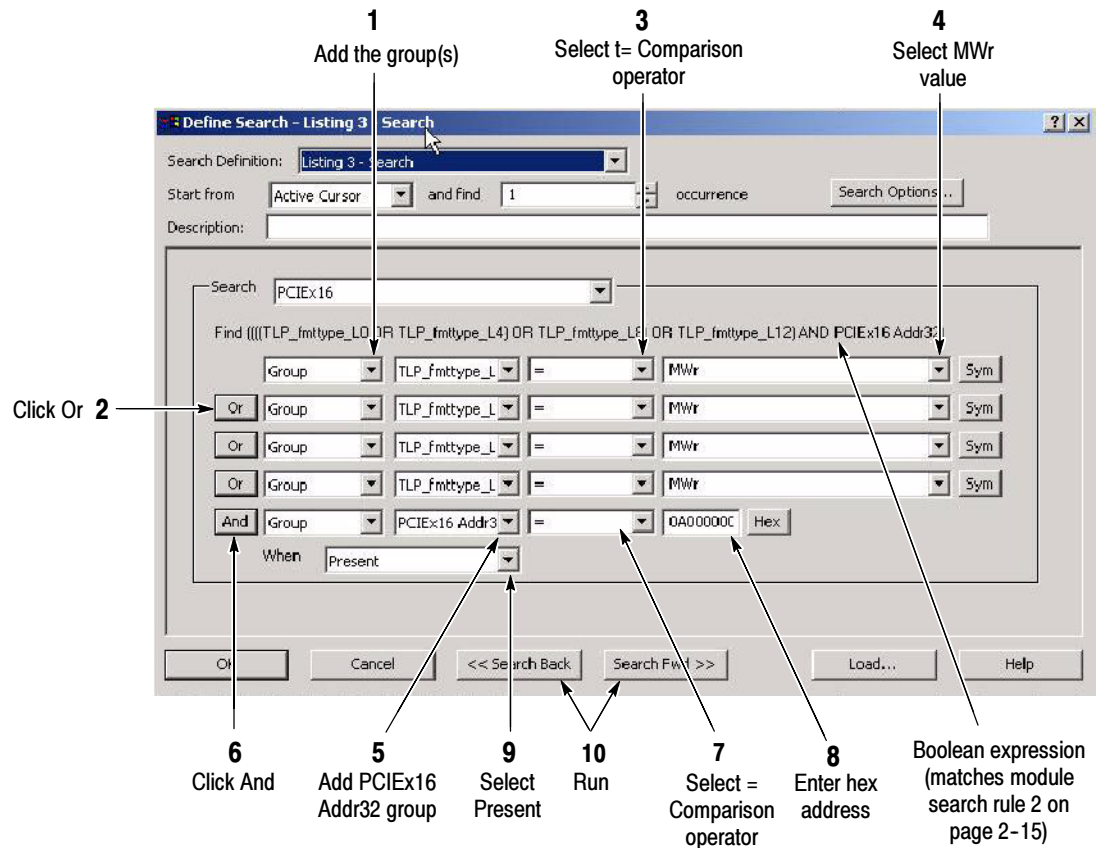 1
Add the group(s)
3
Select t= Comparison
operator
4
Select MWr
value
Define Search - Listing 3 - Search
Search Definition: Listing 3 - Search
Start from Active Cursor and find 1 occurrence Search Options...
Description:
Search PCIEx16
Find ((((TLP_fmttype_L0 OR TLP_fmttype_L4) OR TLP_fmttype_L8) OR TLP_fmttype_L12) AND PCIEx16 Addr32)
Group TLP_fmttype_L = MWr Sym
Click Or 2
Or Group TLP_fmttype_L = MWr Sym
Or Group TLP_fmttype_L = MWr Sym
Or Group TLP_fmttype_L = MWr Sym
And Group PCIEx16 Addr3 = 0A00000C Hex
When Present
OK Cancel << Search Back Search Fwd >> Load... Help
6
Click And
5
Add PCIEx16
Addr32 group
9
Select
Present
10
Run
7
Select =
Comparison
operator
8
Enter hex
address
Boolean expression
(matches module
search rule 2 on
page 2-15)